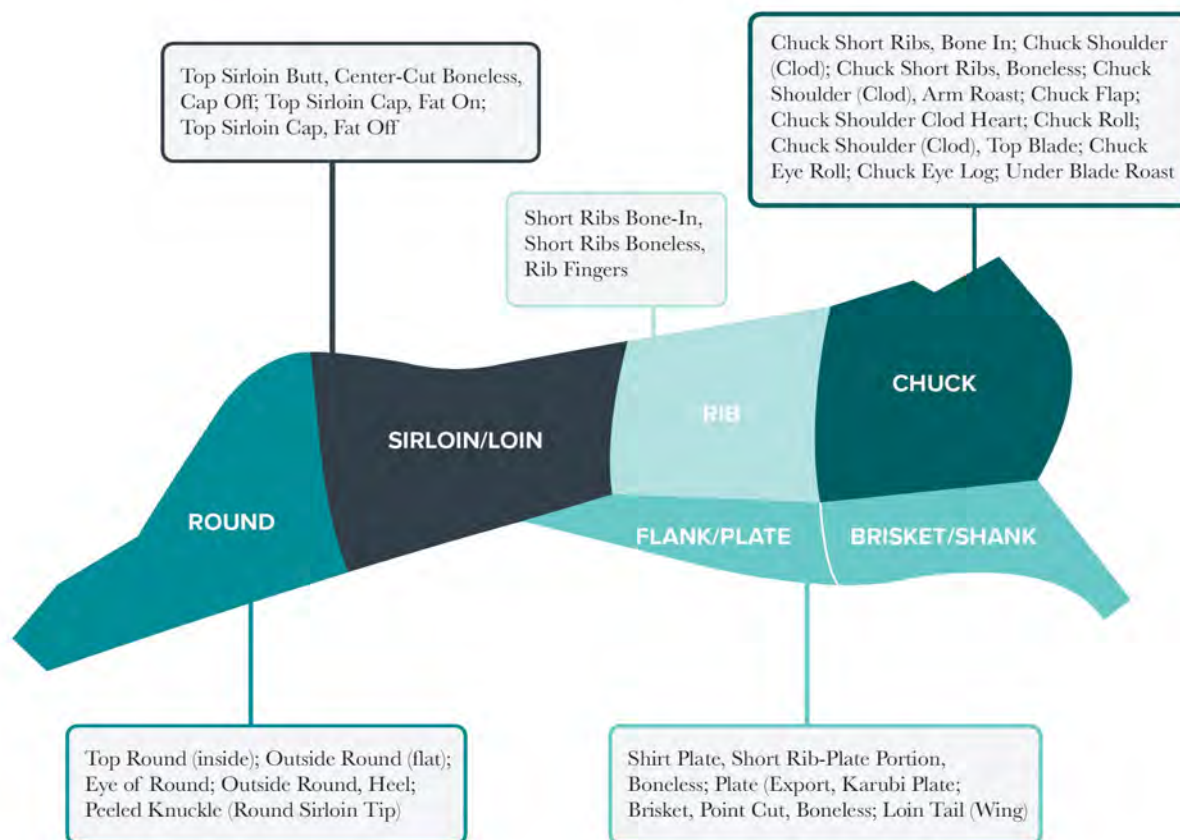 Top Sirloin Butt, Center-Cut Boneless,
Cap Off; Top Sirloin Cap, Fat On;
Top Sirloin Cap, Fat Off
Chuck Short Ribs, Bone In; Chuck Shoulder
(Clod); Chuck Short Ribs, Boneless; Chuck
Shoulder (Clod), Arm Roast; Chuck Flap;
Chuck Shoulder Clod Heart; Chuck Roll;
Chuck Shoulder (Clod), Top Blade; Chuck
Eye Roll; Chuck Eye Log; Under Blade Roast
Short Ribs Bone-In,
Short Ribs Boneless,
Rib Fingers
ROUND
SIRLOIN/LOIN
RIB
CHUCK
FLANK/PLATE
BRISKET/SHANK
Top Round (inside); Outside Round (flat);
Eye of Round; Outside Round, Heel;
Peeled Knuckle (Round Sirloin Tip)
Shirt Plate, Short Rib-Plate Portion,
Boneless; Plate (Export, Karubi Plate;
Brisket, Point Cut, Boneless; Loin Tail (Wing)